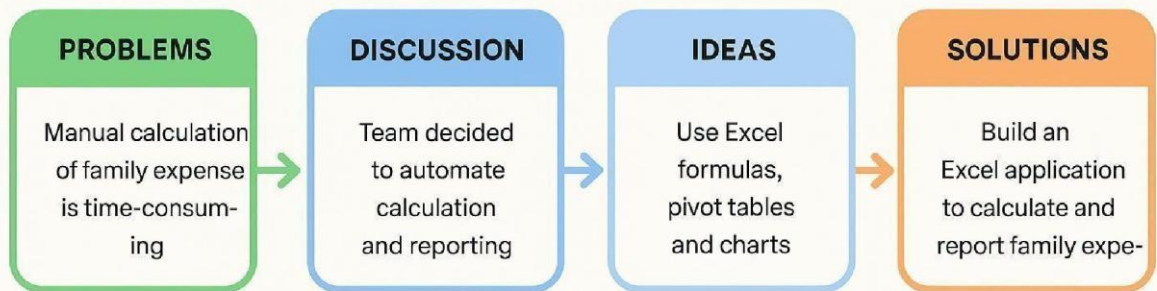 PROBLEMS
Manual calculation
of family expense
is time-consum-
ing
DISCUSSION
Team decided
to automate
calculation
and reporting
IDEAS
Use Excel
formulas,
pivot tables
and charts
SOLUTIONS
Build an
Excel application
to calculate and
report family expe-